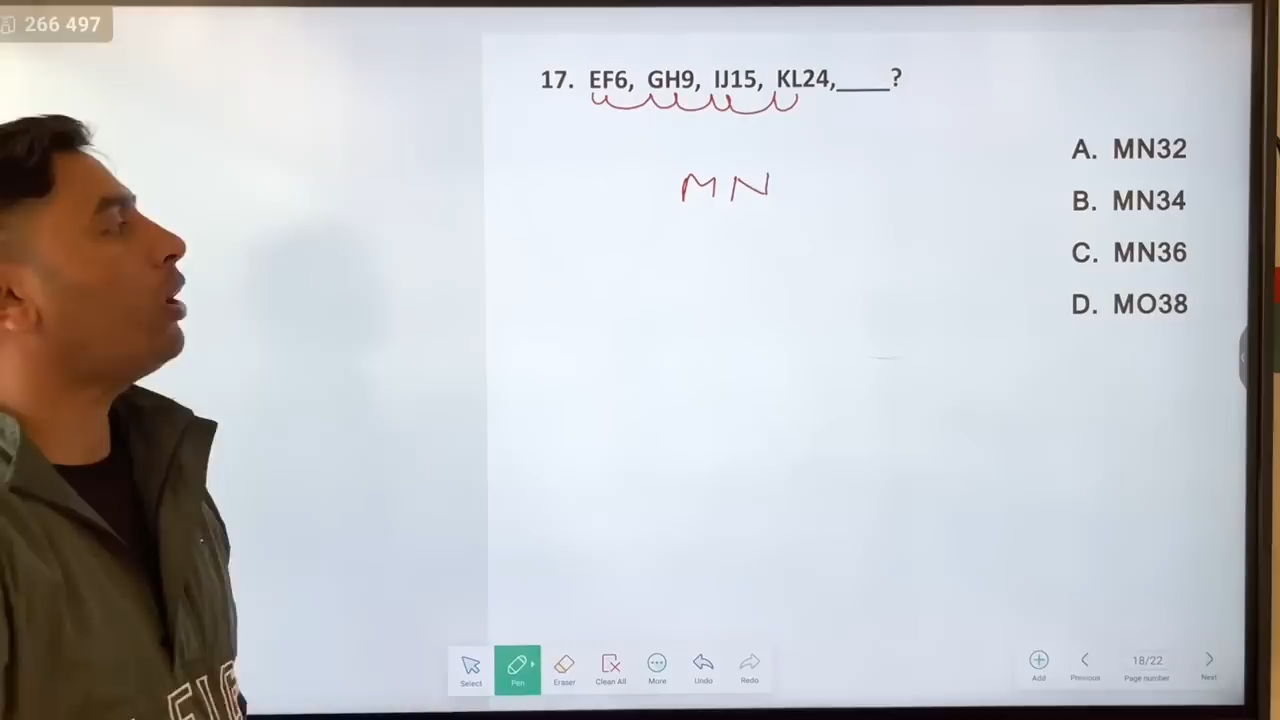 266 497
17. EF6, GH9, IJ15, KL24,____?
M N
A. MN32
B. MN34
C. MN36
D. MO38
Select
Pen
Eraser
Clean All
More
Undo
Redo
Add
Previous
18/22
Page number
Next